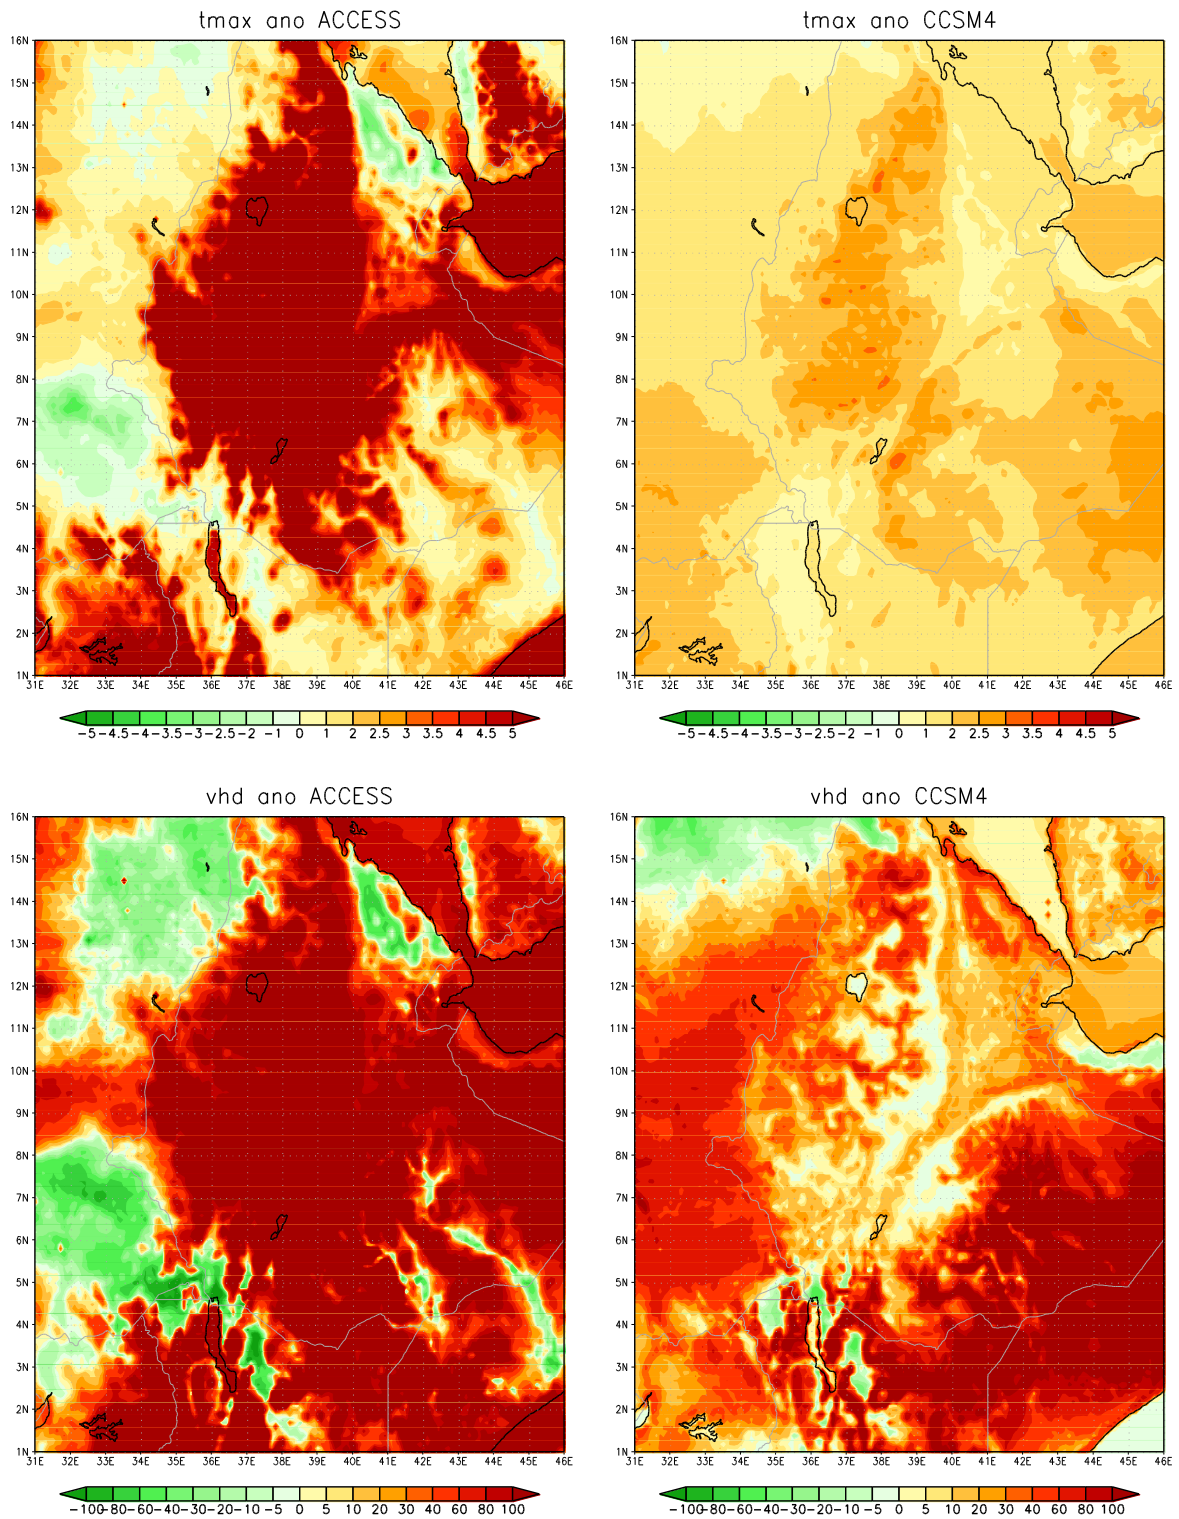 tmax ano ACCESS
tmax ano CCSM4
16N
15N
14N
13N
12N
11N
10N
9N
8N
7N
6N
5N
4N
3N
2N
1N
31E 32E 33E 34E 35E 36E 37E 38E 39E 40E 41E 42E 43E 44E 45E 46E
-5 -4.5 -4 -3.5 -2.5 -2 -1 0 1 2 2.5 3 3.5 4 4.5 5
16N
15N
14N
13N
12N
11N
10N
9N
8N
7N
6N
5N
4N
3N
2N
1N
31E 32E 33E 34E 35E 36E 37E 38E 39E 40E 41E 42E 43E 44E 45E 46E
-5 -4.5 -4 -3.5 -2.5 -2 -1 0 1 2 2.5 3 3.5 4 4.5 5
vhd ano ACCESS
vhd ano CCSM4
16N
15N
14N
13N
12N
11N
10N
9N
8N
7N
6N
5N
4N
3N
2N
1N
31E 32E 33E 34E 35E 36E 37E 38E 39E 40E 41E 42E 43E 44E 45E 46E
-100 -80 -60 -40 -30 -20 -10 -5 0 5 10 20 30 40 60 80 100
16N
15N
14N
13N
12N
11N
10N
9N
8N
7N
6N
5N
4N
3N
2N
1N
31E 32E 33E 34E 35E 36E 37E 38E 39E 40E 41E 42E 43E 44E 45E 46E
-100 -80 -60 -40 -30 -20 -10 -5 0 5 10 20 30 40 60 80 100